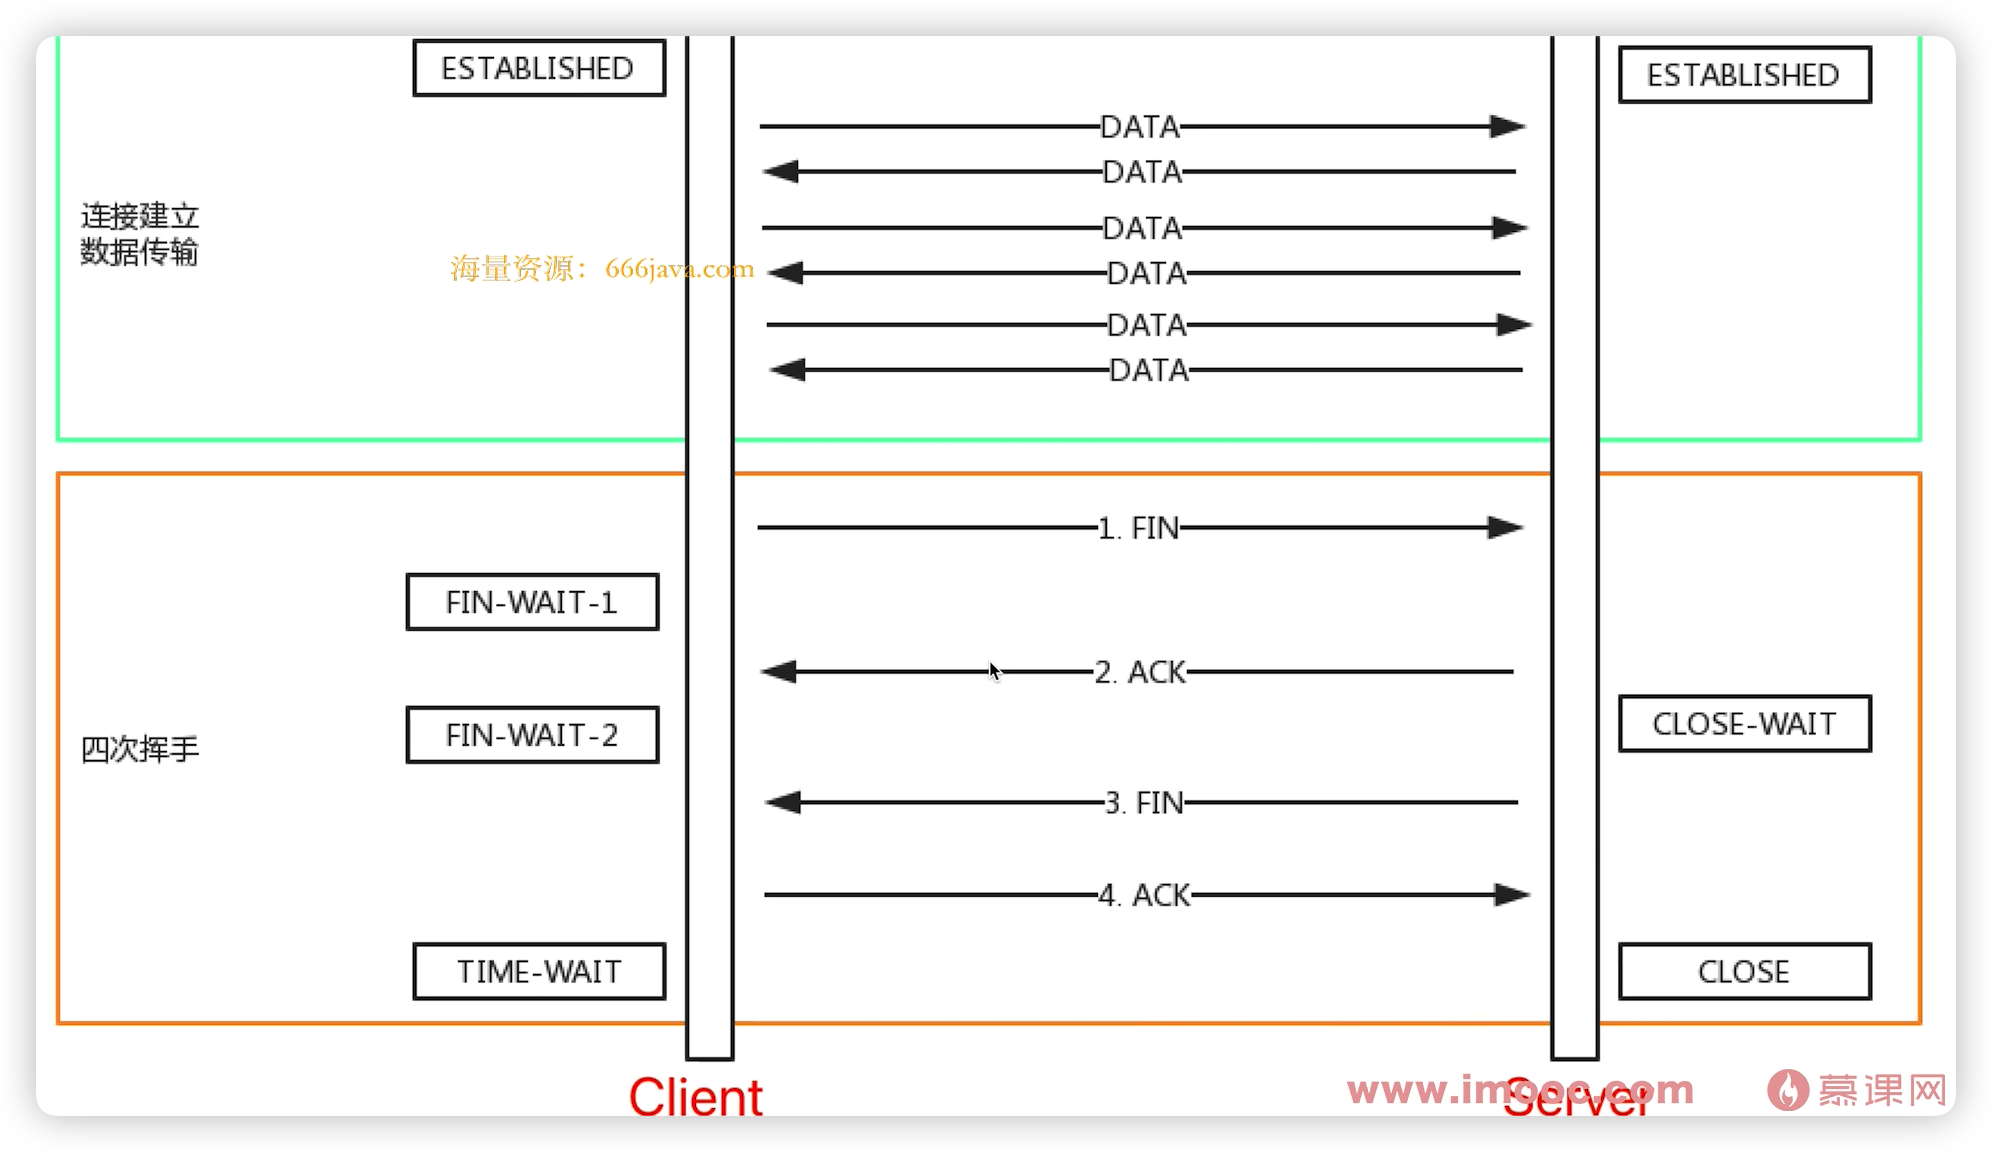 ESTABLISHED
ESTABLISHED
DATA
DATA
连接建立
数据传输
DATA
海量资源：666java.com
DATA
DATA
DATA
1. FIN
FIN-WAIT-1
2. ACK
CLOSE-WAIT
FIN-WAIT-2
四次挥手
3. FIN
4. ACK
TIME-WAIT
CLOSE
Client
Server
www.imooc.com
慕课网